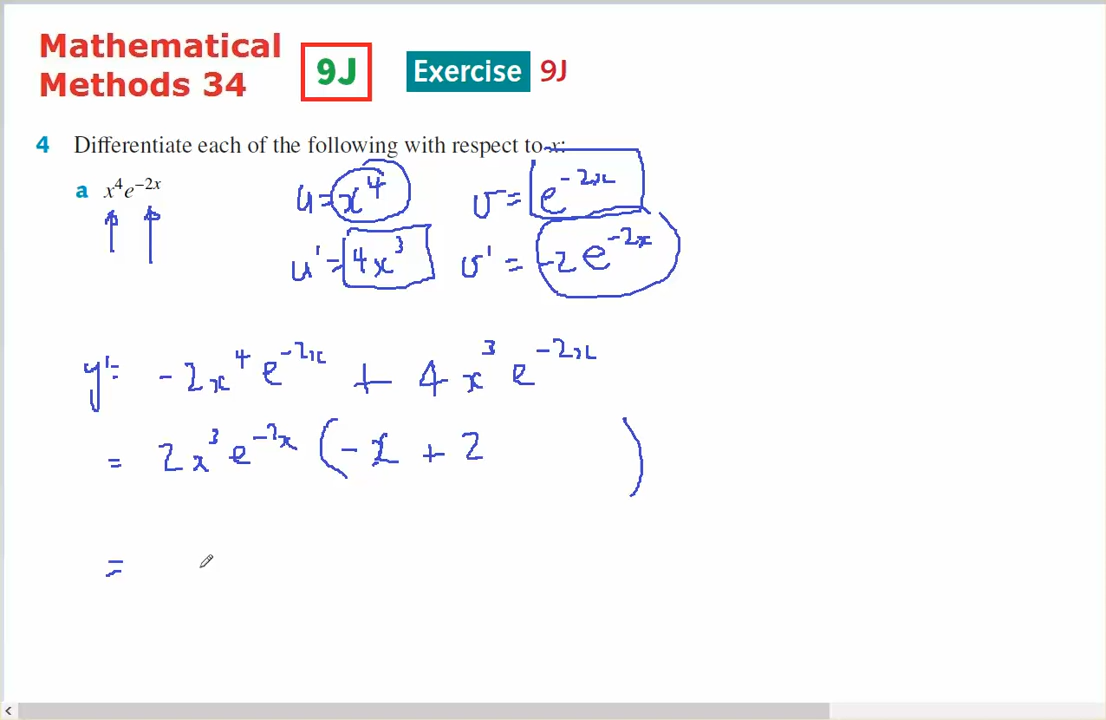 Mathematical
Methods 34
9J
Exercise 9J
4 Differentiate each of the following with respect to x:
a x⁴e⁻²ˣ
u = x⁴ v = e⁻²ˣ
u' = 4x³ v' = -2e⁻²ˣ
y' = -2x⁴e⁻²ˣ + 4x³e⁻²ˣ
= 2x³e⁻²ˣ (-x + 2 )
=